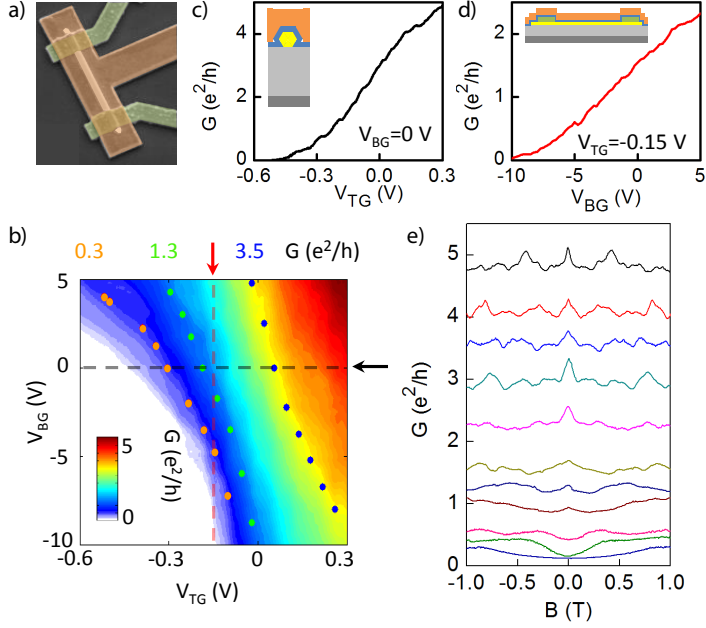 a)
c)
G (e²/h)
4
2
0
V_BG=0 V
-0.6
-0.3
0.0
0.3
V_TG (V)
d)
G (e²/h)
2
1
0
V_TG=-0.15 V
-10
-5
0
5
V_BG (V)
b)
0.3
1.3
3.5
G (e²/h)
5
0
-5
-10
V_BG (V)
5
0
G (e²/h)
-0.6
-0.3
0
0.3
V_TG (V)
e)
G (e²/h)
5
4
3
2
1
0
-1.0
-0.5
0.0
0.5
1.0
B (T)